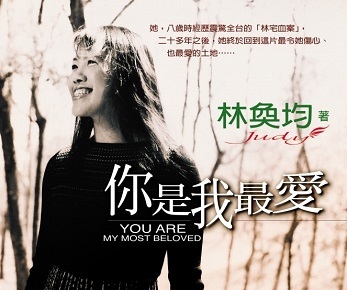 她，八歲時經歷震驚全台的「林宅血案」，
二十多年之後，她終於回到這片最令她傷心、
也最愛的土地⋯⋯
林奐均 著
Judy
你是我最愛
YOU ARE
MY MOST BELOVED